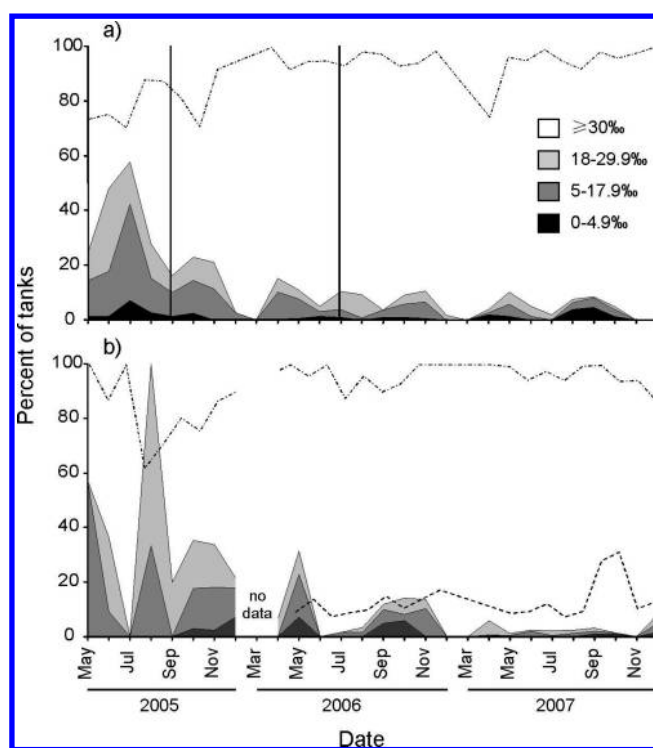 a)
100
80
60
40
20
0
≥30‰
18-29.9‰
5-17.9‰
0-4.9‰
Percent of tanks
b)
100
80
60
40
20
0
no
data
May
Jul
Sep
Nov
Mar
May
Jul
Sep
Nov
Mar
May
Jul
Sep
Nov
2005
2006
2007
Date